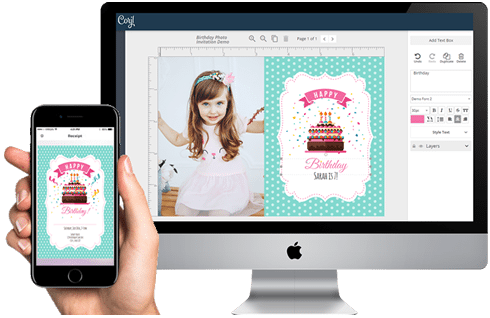 Corjl
Birthday Photo
Invitation Demo
Page 1 of 1
Add Text Box
Undo
Redo
Duplicate
Delete
Birthday
Style Text
Layers
HAPPY
Birthday
SARAH IS 7!
Receipt
HAPPY
Birthday!